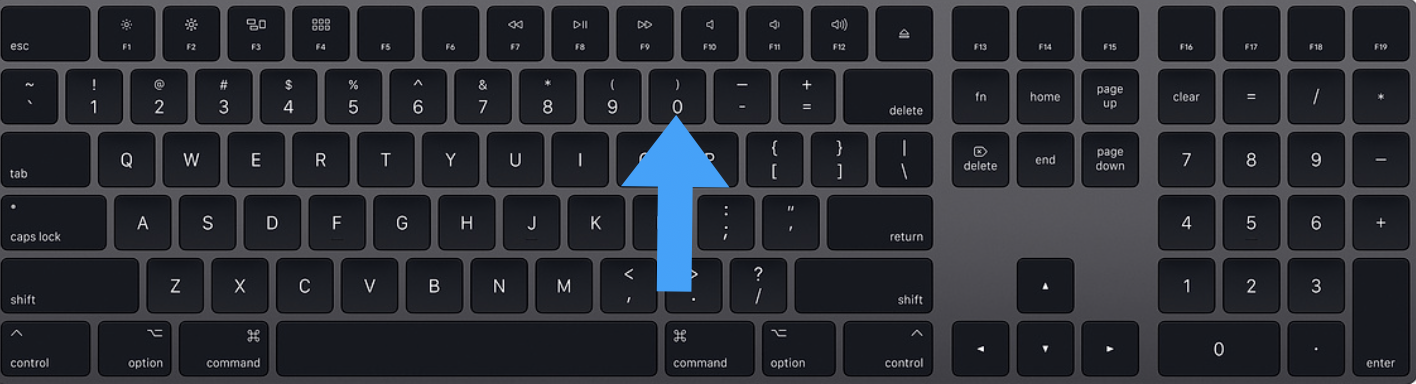 esc F1 F2 F3 F4 F5 F6 F7 F8 F9 F10 F11 F12 F13 F14 F15 F16 F17 F18 F19
~ ! @ # $ % ^ & * ( ) — +
` 1 2 3 4 5 6 7 8 9 0 - = delete fn home page up clear = / *
tab Q W E R T Y U I { } |
[ ] \ delete end page down 7 8 9 −
caps lock A S D F G H J K : "
; ' return 4 5 6 +
shift Z X C V B N M < > ?
, . / shift 1 2 3
control option command command option control 0 . enter